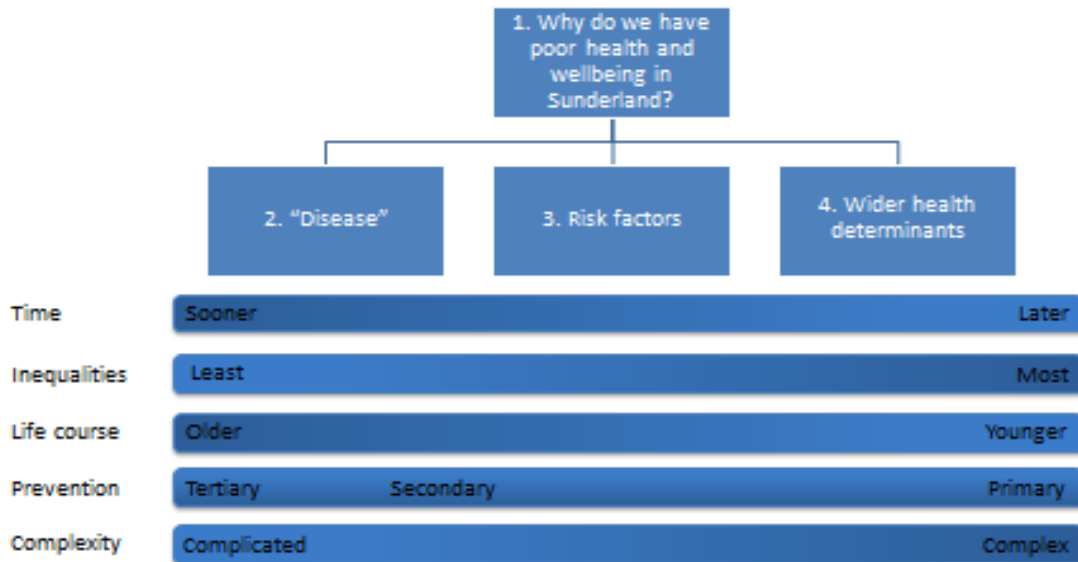 1. Why do we have
poor health and
wellbeing in
Sunderland?
2. “Disease”
3. Risk factors
4. Wider health
determinants
Time Sooner Later
Inequalities Least Most
Life course Older Younger
Prevention Tertiary Secondary Primary
Complexity Complicated Complex